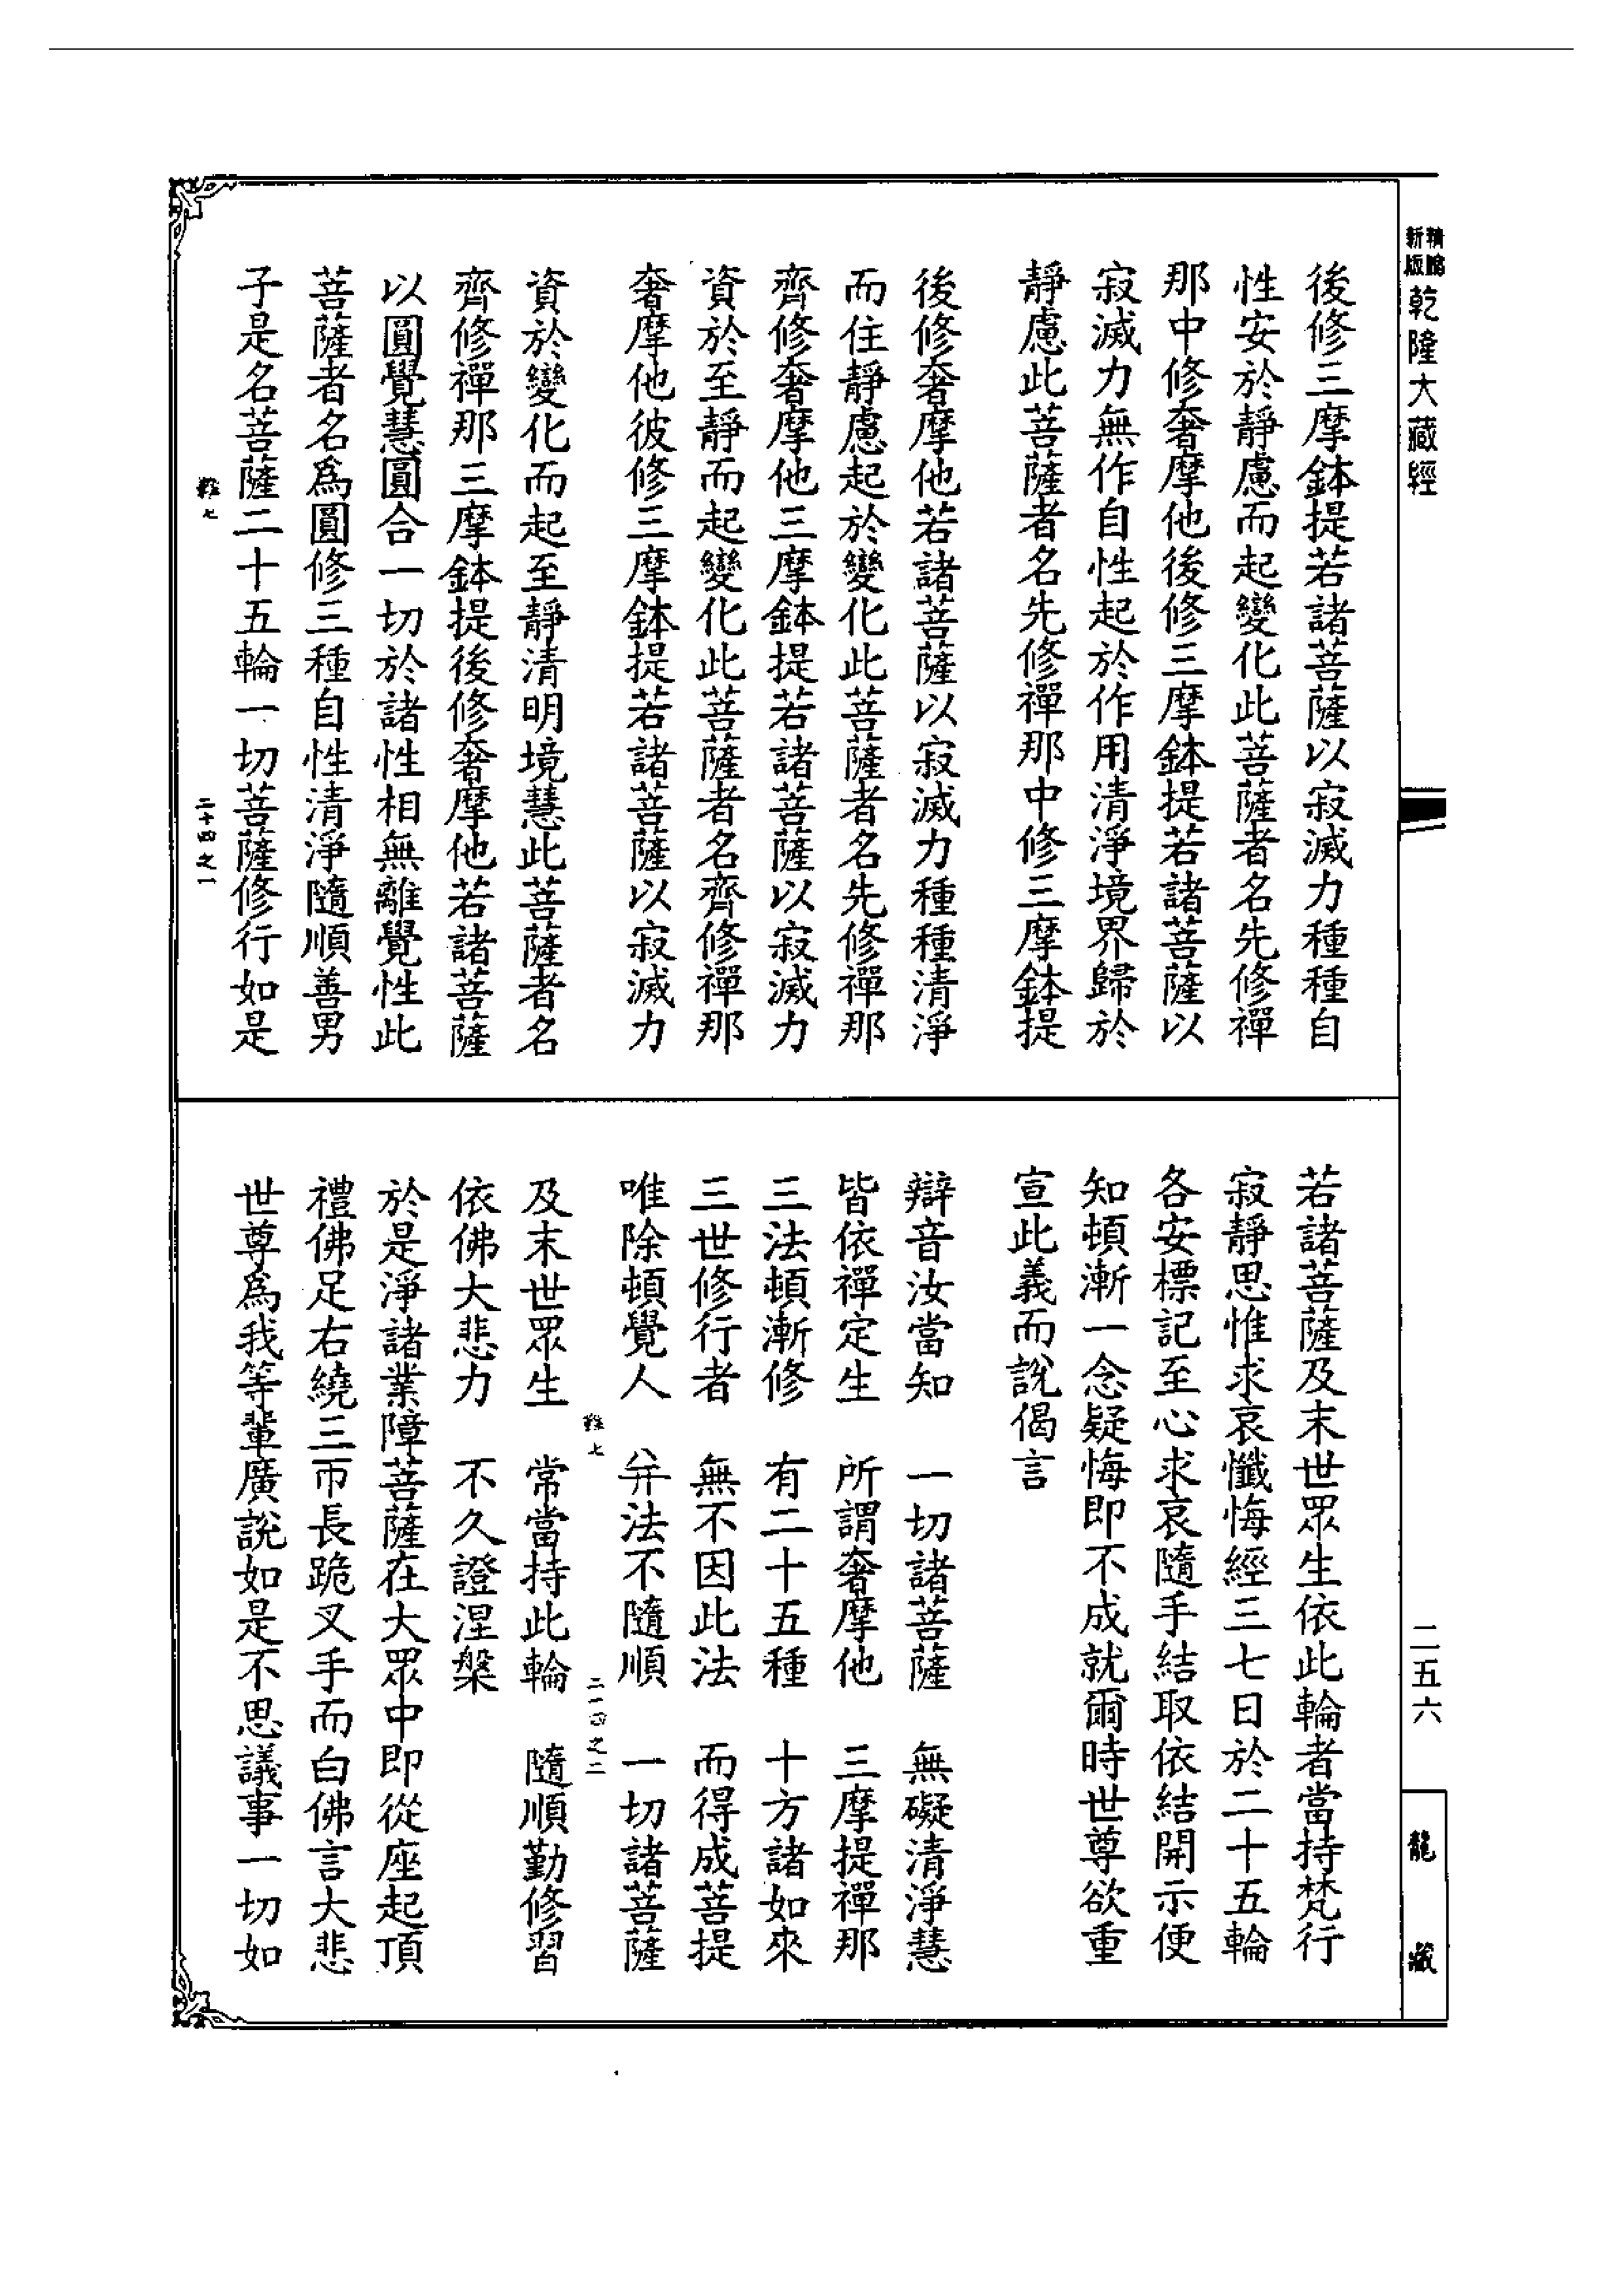 新版
精縮
乾隆大藏經
後修三摩鉢提若諸菩薩以寂滅力種種自
性安於靜慮而起變化此菩薩者名先修禪
那中修奢摩他後修三摩鉢提若諸菩薩以
寂滅力無作自性起於作用清淨境界歸於
靜慮此菩薩者名先修禪那中修三摩鉢提
後修奢摩他若諸菩薩以寂滅力種種清淨
而住靜慮起於變化此菩薩者名先修禪那
齊修奢摩他三摩鉢提若諸菩薩以寂滅力
資於至靜而起變化此菩薩者名齊修禪那
奢摩他彼修三摩鉢提若諸菩薩以寂滅力
資於變化而起至靜清明境慧此菩薩者名
齊修禪那三摩鉢提後修奢摩他若諸菩薩
以圓覺慧圓合一切於諸性相無離覺性此
菩薩者名為圓修三種自性清淨隨順善男
子是名菩薩二十五輪一切菩薩修行如是
難七 二十四之一
若諸菩薩及末世眾生依此輪者當持梵行
寂靜思惟求哀懺悔經三七日於二十五輪
各安標記至心求哀隨手結取依結開示便
知頓漸一念疑悔即不成就爾時世尊欲重
宣此義而說偈言
辯音汝當知 一切諸菩薩 無礙清淨慧
皆依禪定生 所謂奢摩他 三摩提禪那
三法頓漸修 有二十五種 十方諸如來
三世修行者 無不因此法 而得成菩提
唯除頓覺人 弁法不隨順 一切諸菩薩
難七 二十四之二
及末世眾生 常當持此輪 隨順勤修習
依佛大悲力 不久證涅槃
於是淨諸業障菩薩在大眾中即從座起頂
禮佛足右繞三帀長跪叉手而白佛言大悲
世尊為我等輩廣說如是不思議事一切如
二五六
龍藏